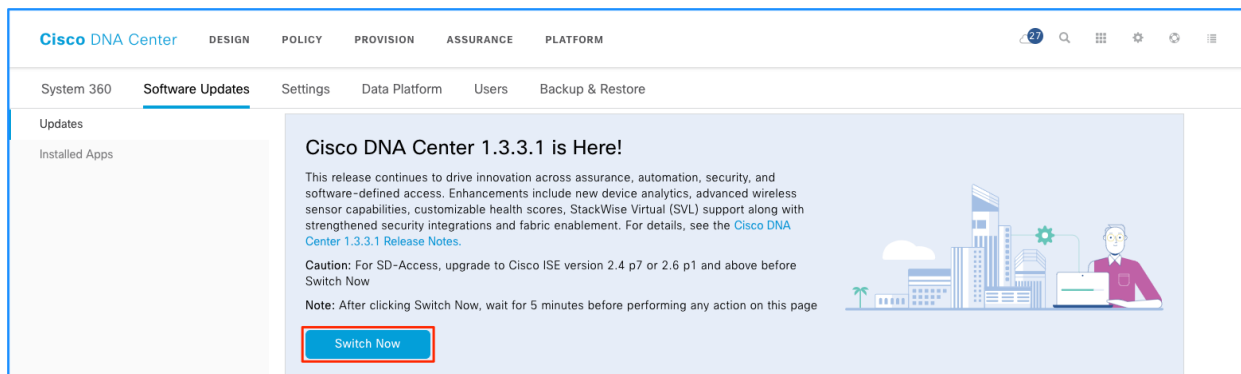 Cisco DNA Center DESIGN POLICY PROVISION ASSURANCE PLATFORM 27
System 360 Software Updates Settings Data Platform Users Backup & Restore
Updates
Installed Apps
Cisco DNA Center 1.3.3.1 is Here!
This release continues to drive innovation across assurance, automation, security, and
software-defined access. Enhancements include new device analytics, advanced wireless
sensor capabilities, customizable health scores, StackWise Virtual (SVL) support along with
strengthened security integrations and fabric enablement. For details, see the Cisco DNA
Center 1.3.3.1 Release Notes.
Caution: For SD-Access, upgrade to Cisco ISE version 2.4 p7 or 2.6 p1 and above before
Switch Now
Note: After clicking Switch Now, wait for 5 minutes before performing any action on this page
Switch Now